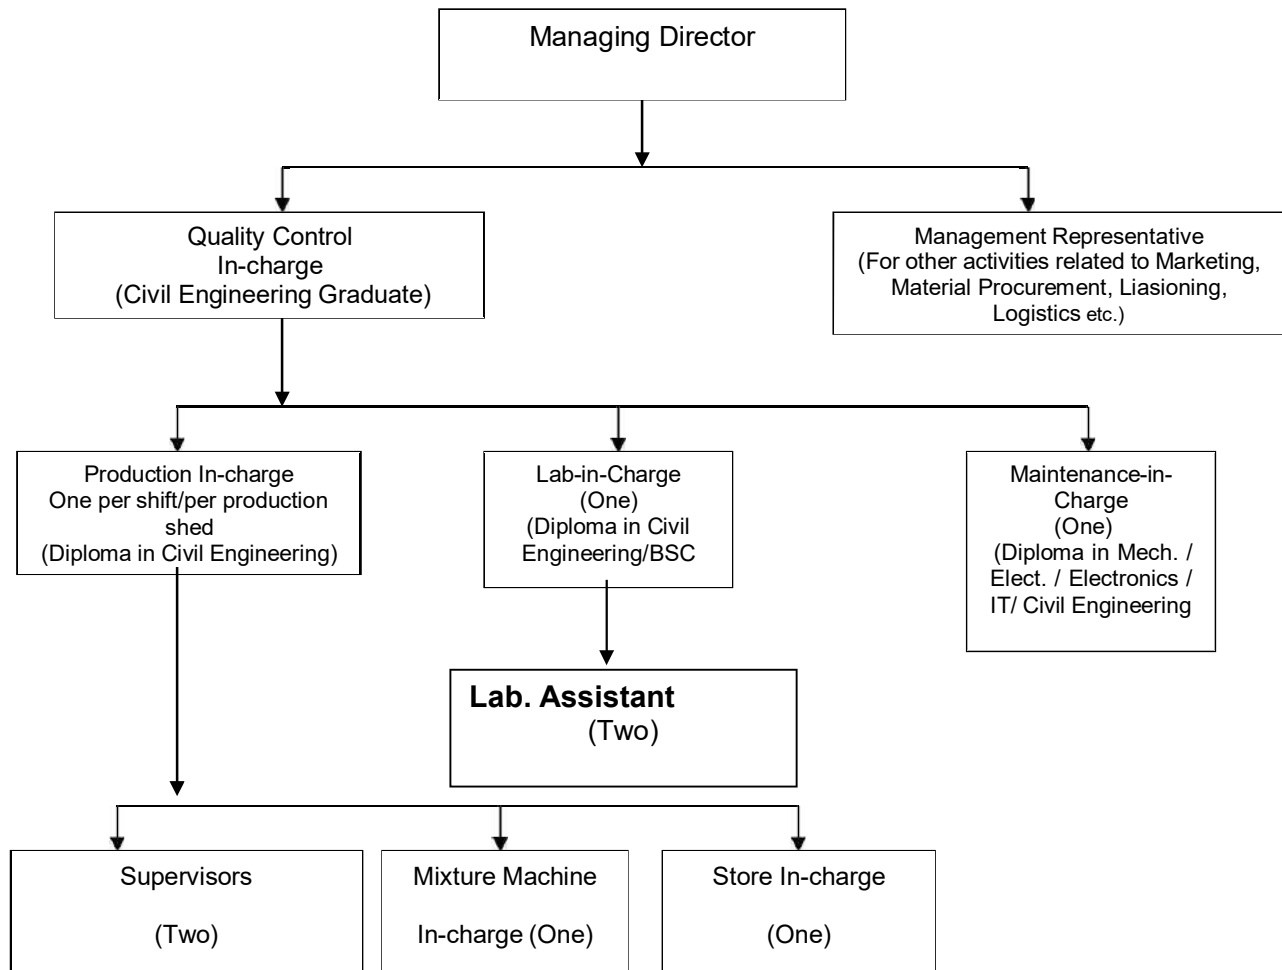 Managing Director
Quality Control
In-charge
(Civil Engineering Graduate)
Management Representative
(For other activities related to Marketing,
Material Procurement, Liasioning,
Logistics etc.)
Production In-charge
One per shift/per production
shed
(Diploma in Civil Engineering)
Lab-in-Charge
(One)
(Diploma in Civil
Engineering/BSC
Maintenance-in-
Charge
(One)
(Diploma in Mech. /
Elect. / Electronics /
IT/ Civil Engineering
Lab. Assistant
(Two)
Supervisors
(Two)
Mixture Machine
In-charge (One)
Store In-charge
(One)